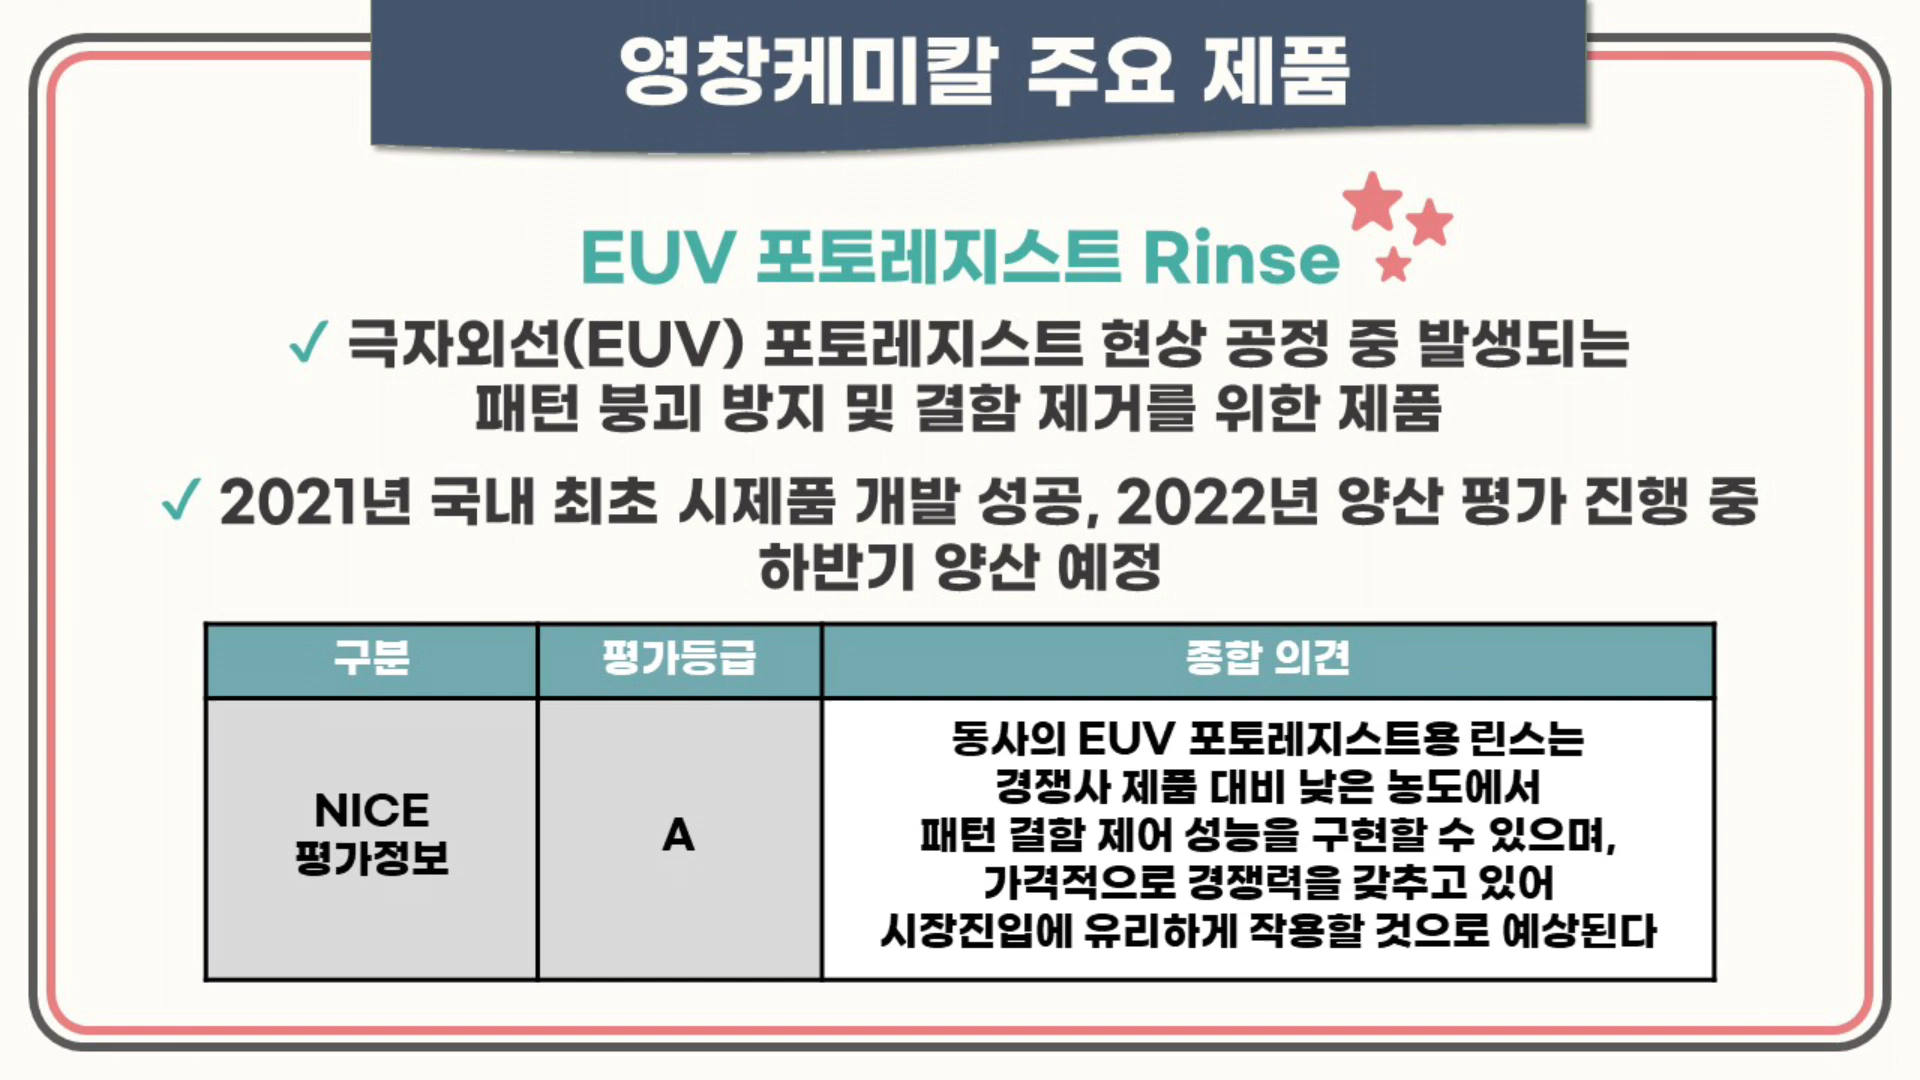 영창케미칼 주요 제품
EUV 포토레지스트 Rinse
✓ 극자외선(EUV) 포토레지스트 현상 공정 중 발생되는
패턴 붕괴 방지 및 결함 제거를 위한 제품
✓ 2021년 국내 최초 시제품 개발 성공, 2022년 양산 평가 진행 중
하반기 양산 예정
구분 평가등급 종합 의견
NICE
평가정보
A
동사의 EUV 포토레지스트용 린스는
경쟁사 제품 대비 낮은 농도에서
패턴 결함 제어 성능을 구현할 수 있으며,
가격적으로 경쟁력을 갖추고 있어
시장진입에 유리하게 작용할 것으로 예상된다